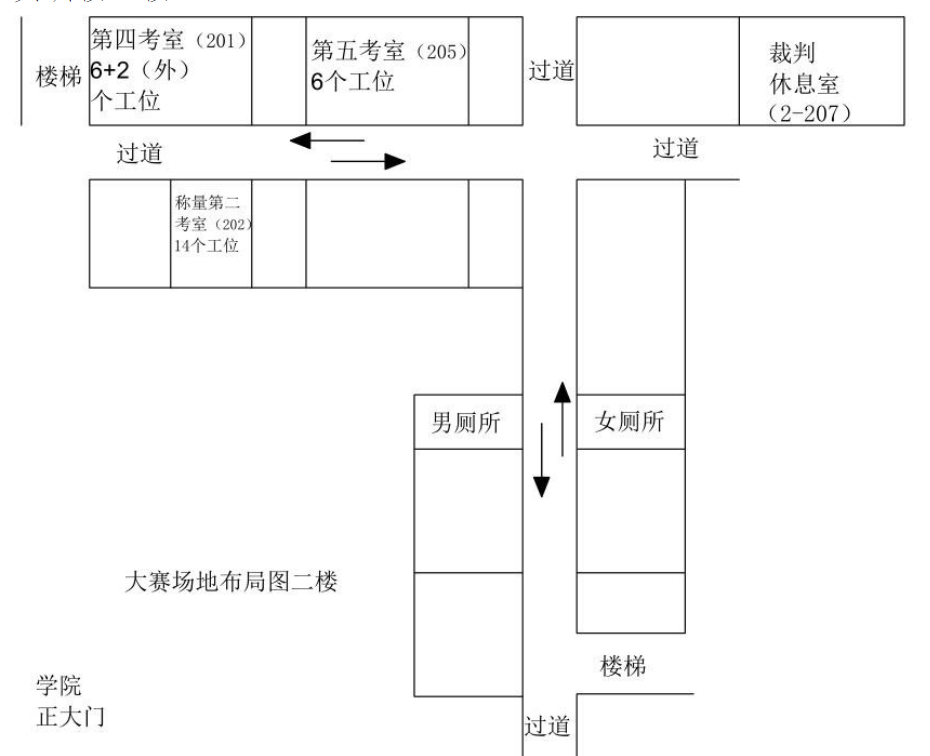 第四考室（201）
6+2（外）
个工位
第五考室（205）
6个工位
楼梯
过道
裁判
休息室
（2-207）
过道
过道
称量第二
考室（202）
14个工位
男厕所
女厕所
大赛场地布局图二楼
楼梯
学院
正大门
过道